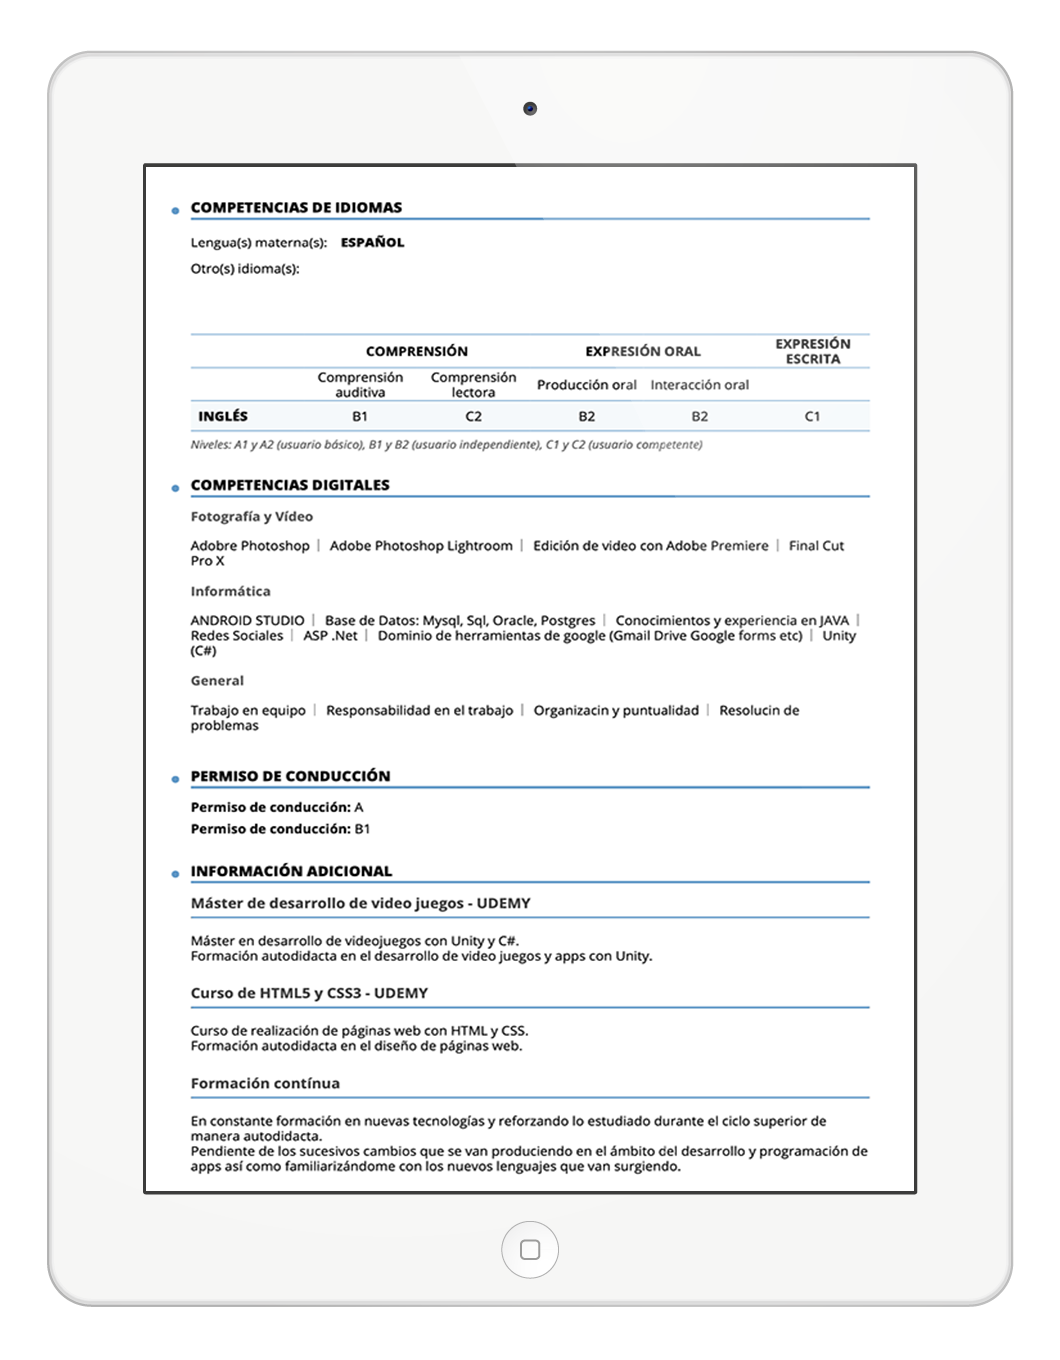 COMPETENCIAS DE IDIOMAS
Lengua(s) materna(s): ESPAÑOL
Otro(s) idioma(s):
COMPRENSIÓN EXPRESIÓN ORAL EXPRESIÓN ESCRITA
Comprensión auditiva Comprensión lectora Producción oral Interacción oral
INGLÉS B1 C2 B2 B2 C1
Niveles: A1 y A2 (usuario básico), B1 y B2 (usuario independiente), C1 y C2 (usuario competente)
COMPETENCIAS DIGITALES
Fotografía y Vídeo
Adobre Photoshop | Adobe Photoshop Lightroom | Edición de video con Adobe Premiere | Final Cut
Pro X
Informática
ANDROID STUDIO | Base de Datos: Mysql, Sql, Oracle, Postgres | Conocimientos y experiencia en JAVA |
Redes Sociales | ASP .Net | Dominio de herramientas de google (Gmail Drive Google forms etc) | Unity
(C#)
General
Trabajo en equipo | Responsabilidad en el trabajo | Organizacin y puntualidad | Resolucin de
problemas
PERMISO DE CONDUCCIÓN
Permiso de conducción: A
Permiso de conducción: B1
INFORMACIÓN ADICIONAL
Máster de desarrollo de video juegos - UDEMY
Máster en desarrollo de videojuegos con Unity y C#.
Formación autodidacta en el desarrollo de video juegos y apps con Unity.
Curso de HTML5 y CSS3 - UDEMY
Curso de realización de páginas web con HTML y CSS.
Formación autodidacta en el diseño de páginas web.
Formación contínua
En constante formación en nuevas tecnologías y reforzando lo estudiado durante el ciclo superior de
manera autodidacta.
Pendiente de los sucesivos cambios que se van produciendo en el ámbito del desarrollo y programación de
apps así como familiarizándome con los nuevos lenguajes que van surgiendo.